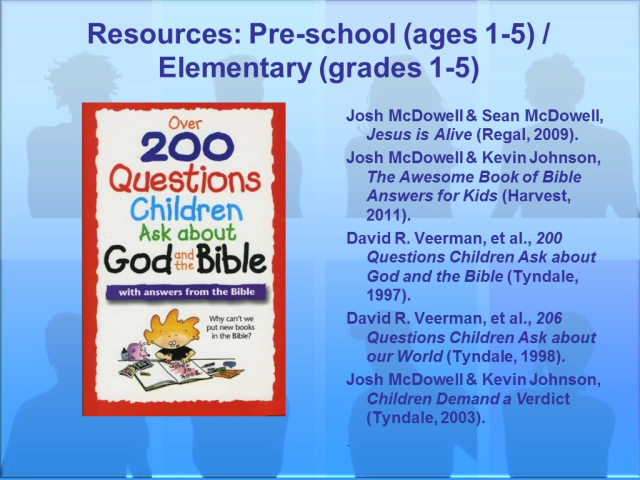 Resources: Pre-school (ages 1-5) /
Elementary (grades 1-5)
Over
200
Questions
Children
Ask about
God and the Bible
with answers from the Bible
Why can't we
put new books
in the Bible?
Josh McDowell & Sean McDowell,
Jesus is Alive (Regal, 2009).
Josh McDowell & Kevin Johnson,
The Awesome Book of Bible
Answers for Kids (Harvest,
2011).
David R. Veerman, et al., 200
Questions Children Ask about
God and the Bible (Tyndale,
1997).
David R. Veerman, et al., 206
Questions Children Ask about
our World (Tyndale, 1998).
Josh McDowell & Kevin Johnson,
Children Demand a Verdict
(Tyndale, 2003).
.